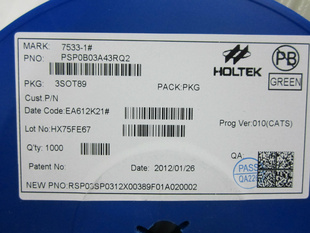 MARK: 7533-1#
PNO: PSP0B03A43RQ2
HOLTEK
PB
GREEN
PKG: 3SOT89
PACK:PKG
Cust.P/N
Date Code:EA612K21#
Lot No:HX75FE67
Prog Ver:010(CATS)
Q'ty: 1000
QA:
Patent No:
Date: 2012/01/26
PASS
NEW PNO:RSP03SP0312X00389F01A020002